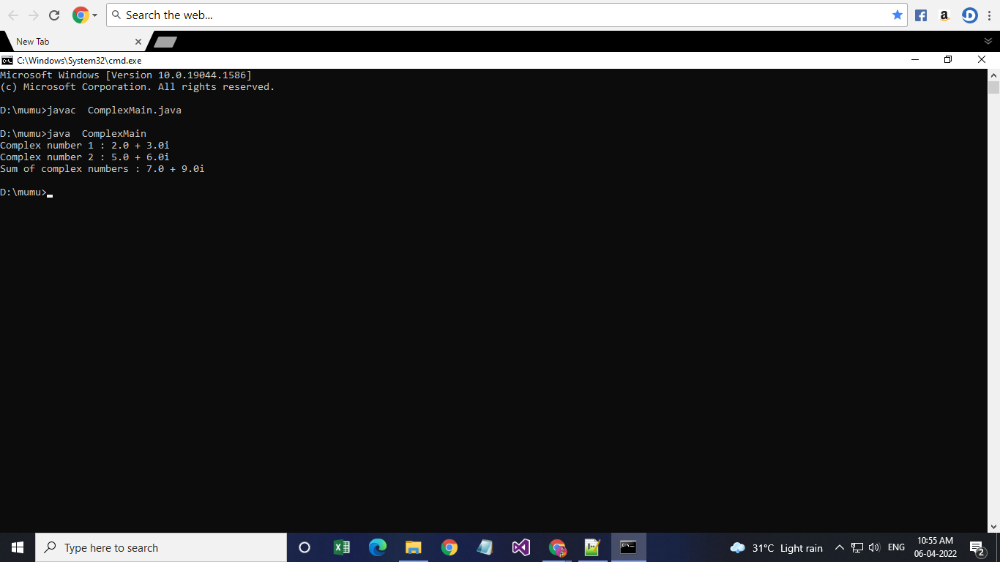 Search the web...
New Tab
C:\Windows\System32\cmd.exe
Microsoft Windows [Version 10.0.19044.1586]
(c) Microsoft Corporation. All rights reserved.
D:\mumu>javac  ComplexMain.java
D:\mumu>java  ComplexMain
Complex number 1 : 2.0 + 3.0i
Complex number 2 : 5.0 + 6.0i
Sum of complex numbers : 7.0 + 9.0i
D:\mumu>
Type here to search
31°C Light rain
ENG
10:55 AM
06-04-2022
2